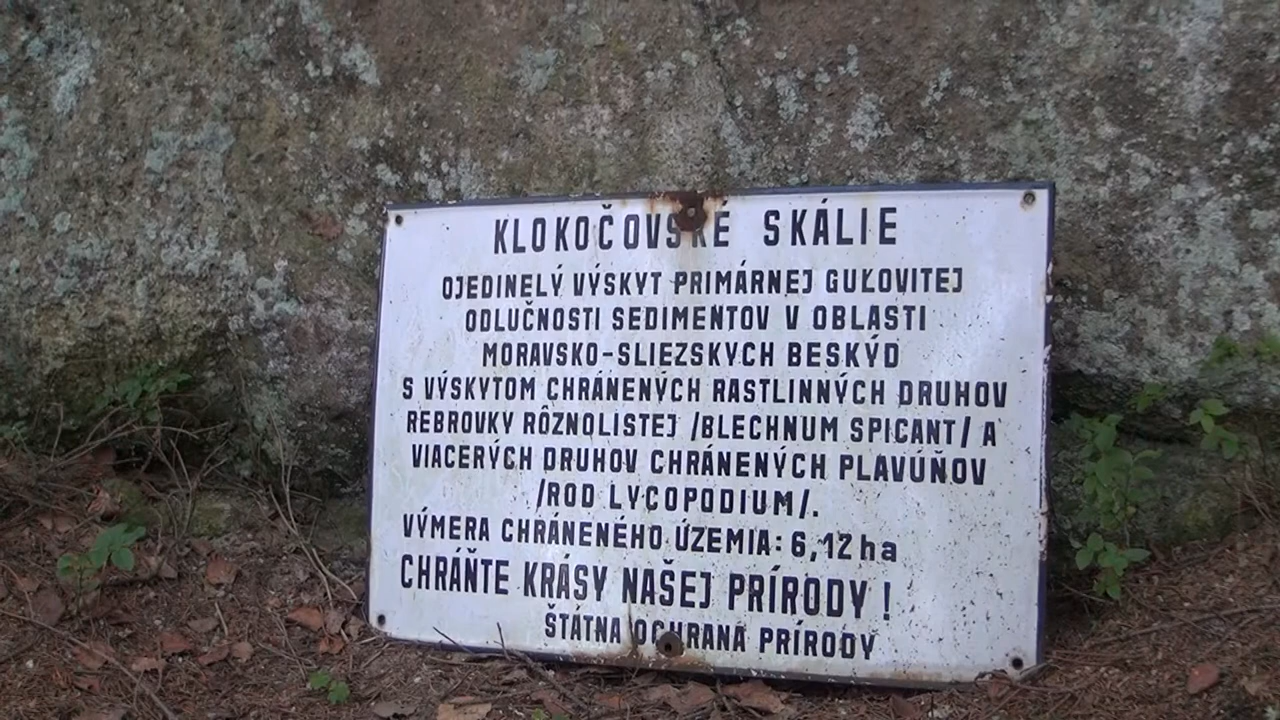 KLOKOČOVSKÉ SKÁLIE
OJEDINELÝ VÝSKYT PRIMÁRNEJ GUĽOVITEJ
ODLUČNOSTI SEDIMENTOV V OBLASTI
MORAVSKO-SLIEZSKYCH BESKÝD
S VÝSKYTOM CHRÁNENÝCH RASTLINNÝCH DRUHOV
REBROVKY RÔZNOLISTEJ /BLECHNUM SPICANT/ A
VIACERÝCH DRUHOV CHRÁNENÝCH PLAVÚŇOV
/ROD LYCOPODIUM/.
VÝMERA CHRÁNENÉHO ÚZEMIA: 6,12 ha
CHRÁŇTE KRÁSY NAŠEJ PRÍRODY!
ŠTÁTNA OCHRANA PRÍRODY